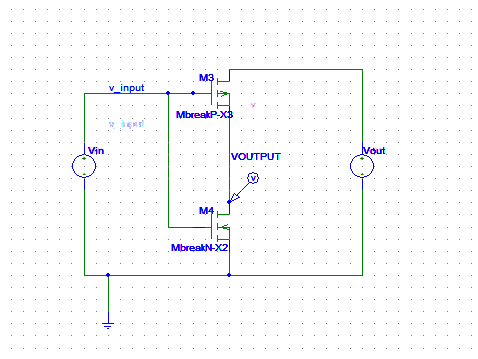 M3
v_input
MbreakP-X3
v
Vin
VOUTPUT
Vout
V
M4
MbreakN-X2